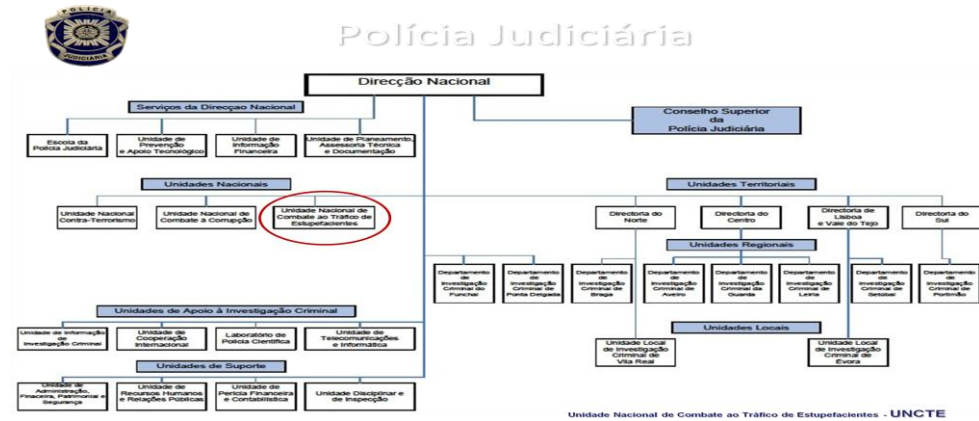 POLICIA
JUDICIÁRIA
Polícia Judiciária
Direcção Nacional
Serviços da Direcçao Nacional
Conselho Superior
da
Polícia Judiciária
Escola da
Polícia Judiciária
Unidade de
Prevenção
e Apoio Tecnológico
Unidade de
Informação
Financeira
Unidade de Planeamento,
Assessoria Técnica
e Documentação
Unidades Nacionais
Unidades Territoriais
Unidade Nacional
Contra-Terrorismo
Unidade Nacional de
Combate à Corrupção
Unidade Nacional de
Combate ao Tráfico de
Estupefacientes
Directoria do
Norte
Directoria do
Centro
Directoria de
Lisboa
e Vale do Tejo
Directoria do
Sul
Unidades Regionais
Departamento
de
Investigação
Criminal do
Funchal
Departamento
de
Investigação
Criminal de
Ponta Delgada
Departamento
de
Investigação
Criminal de
Braga
Departamento
de
Investigação
Criminal de
Aveiro
Departamento
de
Investigação
Criminal da
Guarda
Departamento
de
Investigação
Criminal de
Leiria
Departamento
de
Investigação
Criminal de
Setúbal
Departamento
de
Investigação
Criminal de
Portimão
Unidades de Apoio à Investigação Criminal
Unidades Locais
Unidade de Informação
de
Investigação Criminal
Unidade de
Cooperação
Internacional
Laboratório de
Polícia Científica
Unidade de
Telecomunicações
e Informática
Unidade Local
de Investigação
Criminal de
Vila Real
Unidade Local
de Investigação
Criminal de
Évora
Unidades de Suporte
Unidade de
Administração,
Finaceira, Patrimonial e
Segurança
Unidade de
Recursos Humanos
e Relações Públicas
Unidade de
Perícia Financeira
e Contabilística
Unidade Disciplinar e
de Inspecção
Unidade Nacional de Combate ao Tráfico de Estupefacientes - UNCTE